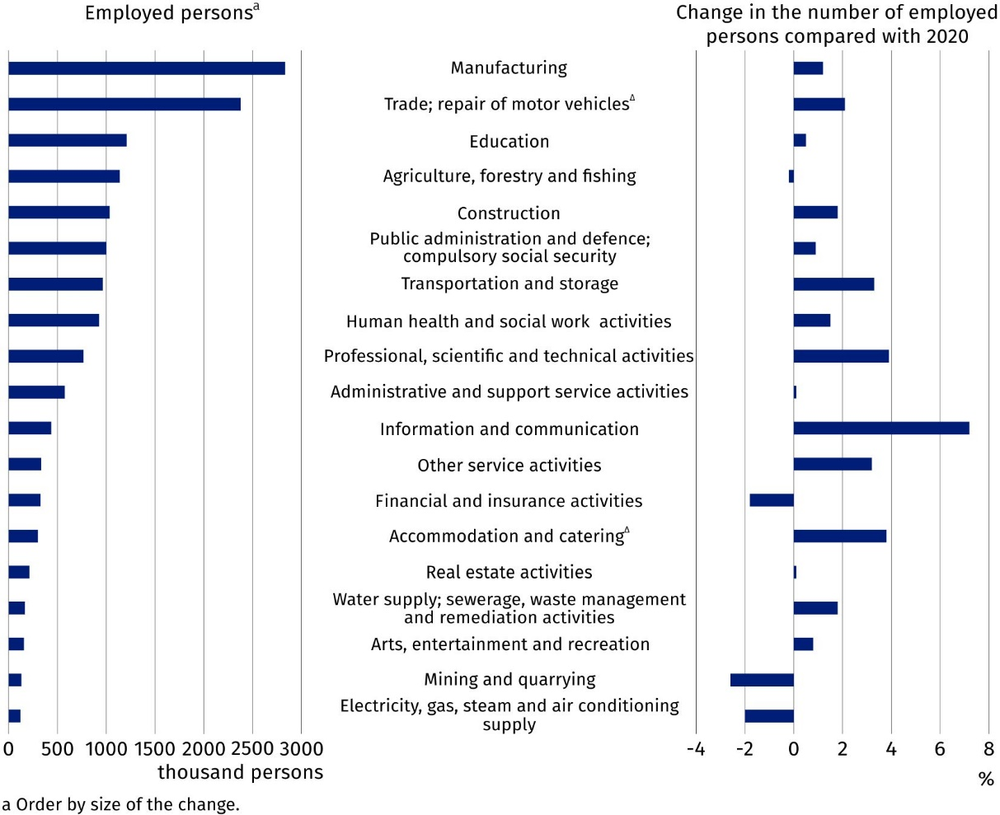 Employed personsᵃ
Change in the number of employed
persons compared with 2020
Manufacturing
Trade; repair of motor vehiclesᐞ
Education
Agriculture, forestry and fishing
Construction
Public administration and defence;
compulsory social security
Transportation and storage
Human health and social work activities
Professional, scientific and technical activities
Administrative and support service activities
Information and communication
Other service activities
Financial and insurance activities
Accommodation and cateringᐞ
Real estate activities
Water supply; sewerage, waste management
and remediation activities
Arts, entertainment and recreation
Mining and quarrying
Electricity, gas, steam and air conditioning
supply
0 500 1000 1500 2000 2500 3000
thousand persons
-4 -2 0 2 4 6 8
%
a Order by size of the change.